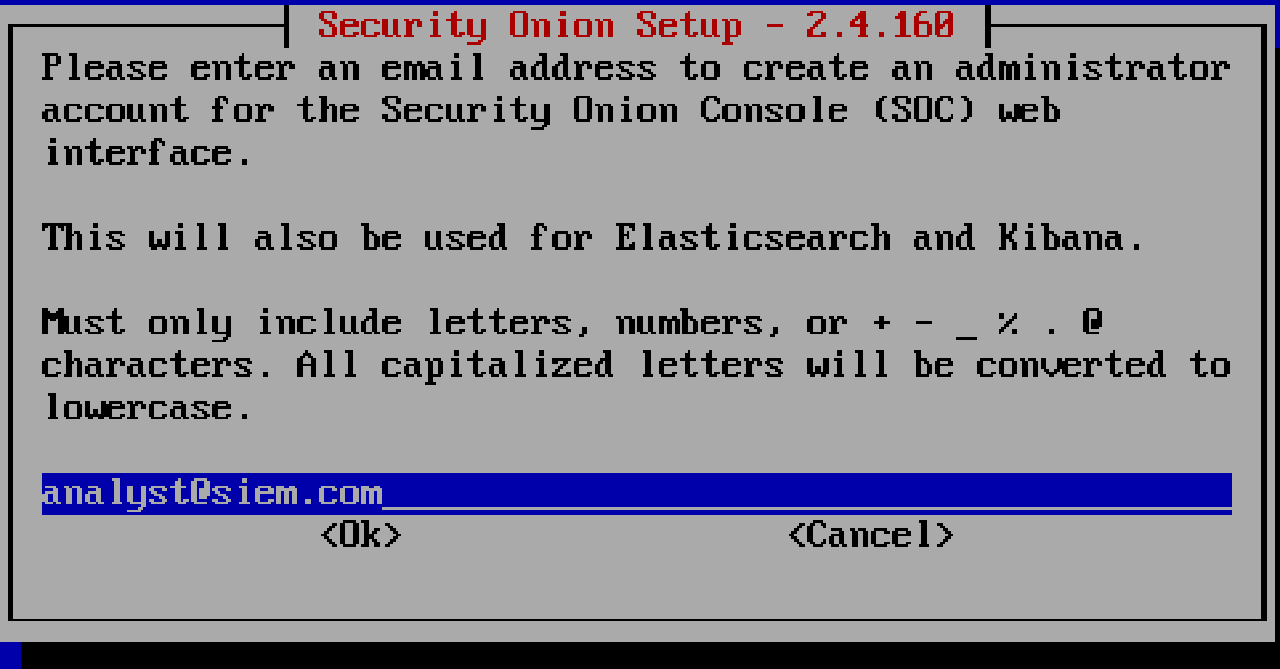 Security Onion Setup - 2.4.160
Please enter an email address to create an administrator
account for the Security Onion Console (SOC) web
interface.
This will also be used for Elasticsearch and Kibana.
Must only include letters, numbers, or + - _ % . @
characters. All capitalized letters will be converted to
lowercase.
analyst@siem.com
<Ok> <Cancel>